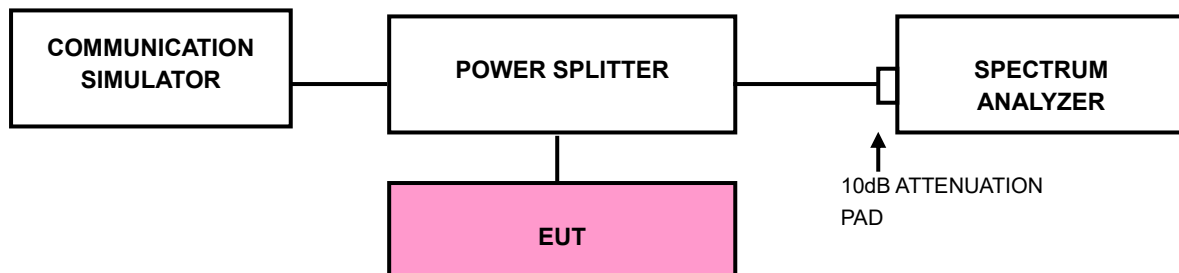 COMMUNICATION
SIMULATOR
POWER SPLITTER
SPECTRUM
ANALYZER
10dB ATTENUATION
PAD
EUT